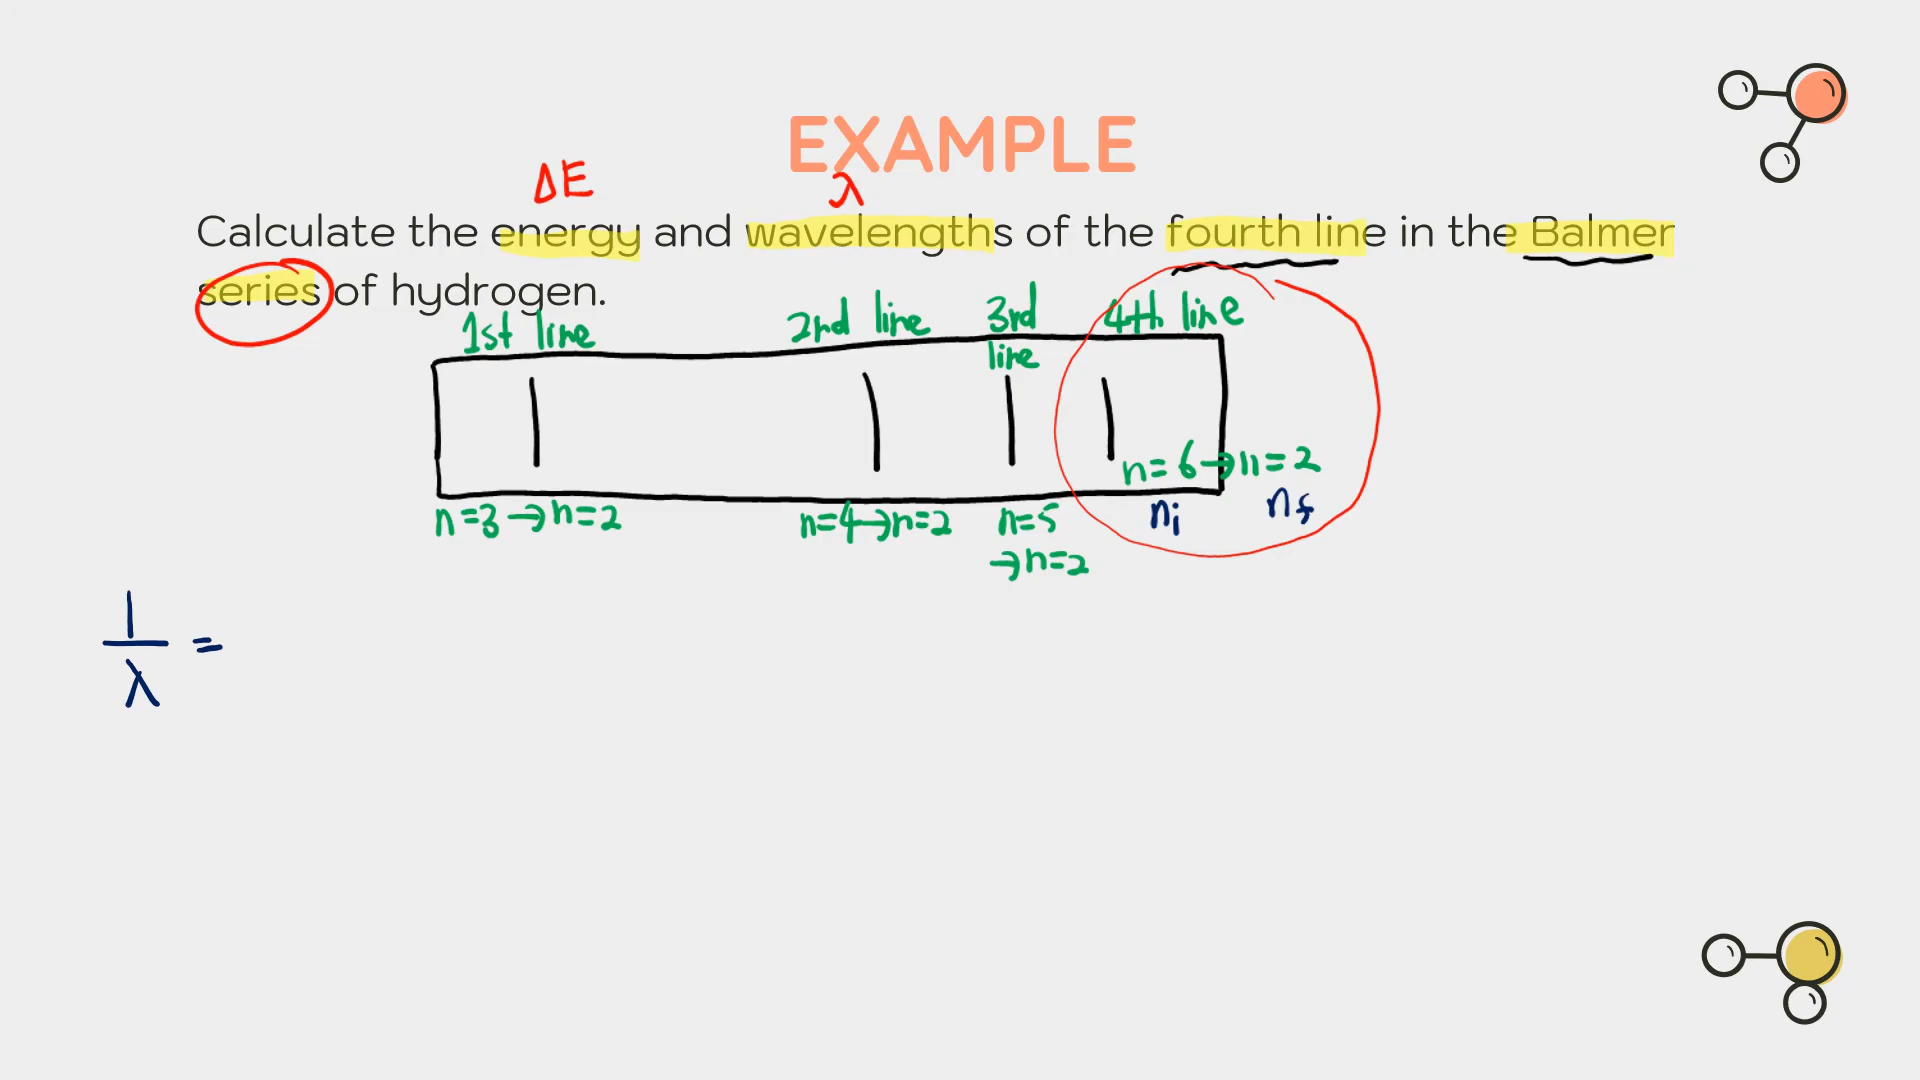 EXAMPLE
ΔE
λ
Calculate the energy and wavelengths of the fourth line in the Balmer
series of hydrogen.
1st line
2nd line
3rd
line
4th line
n=6→n=2
ni
nf
n=3→n=2
n=4→n=2
n=5
→n=2
1
λ
=